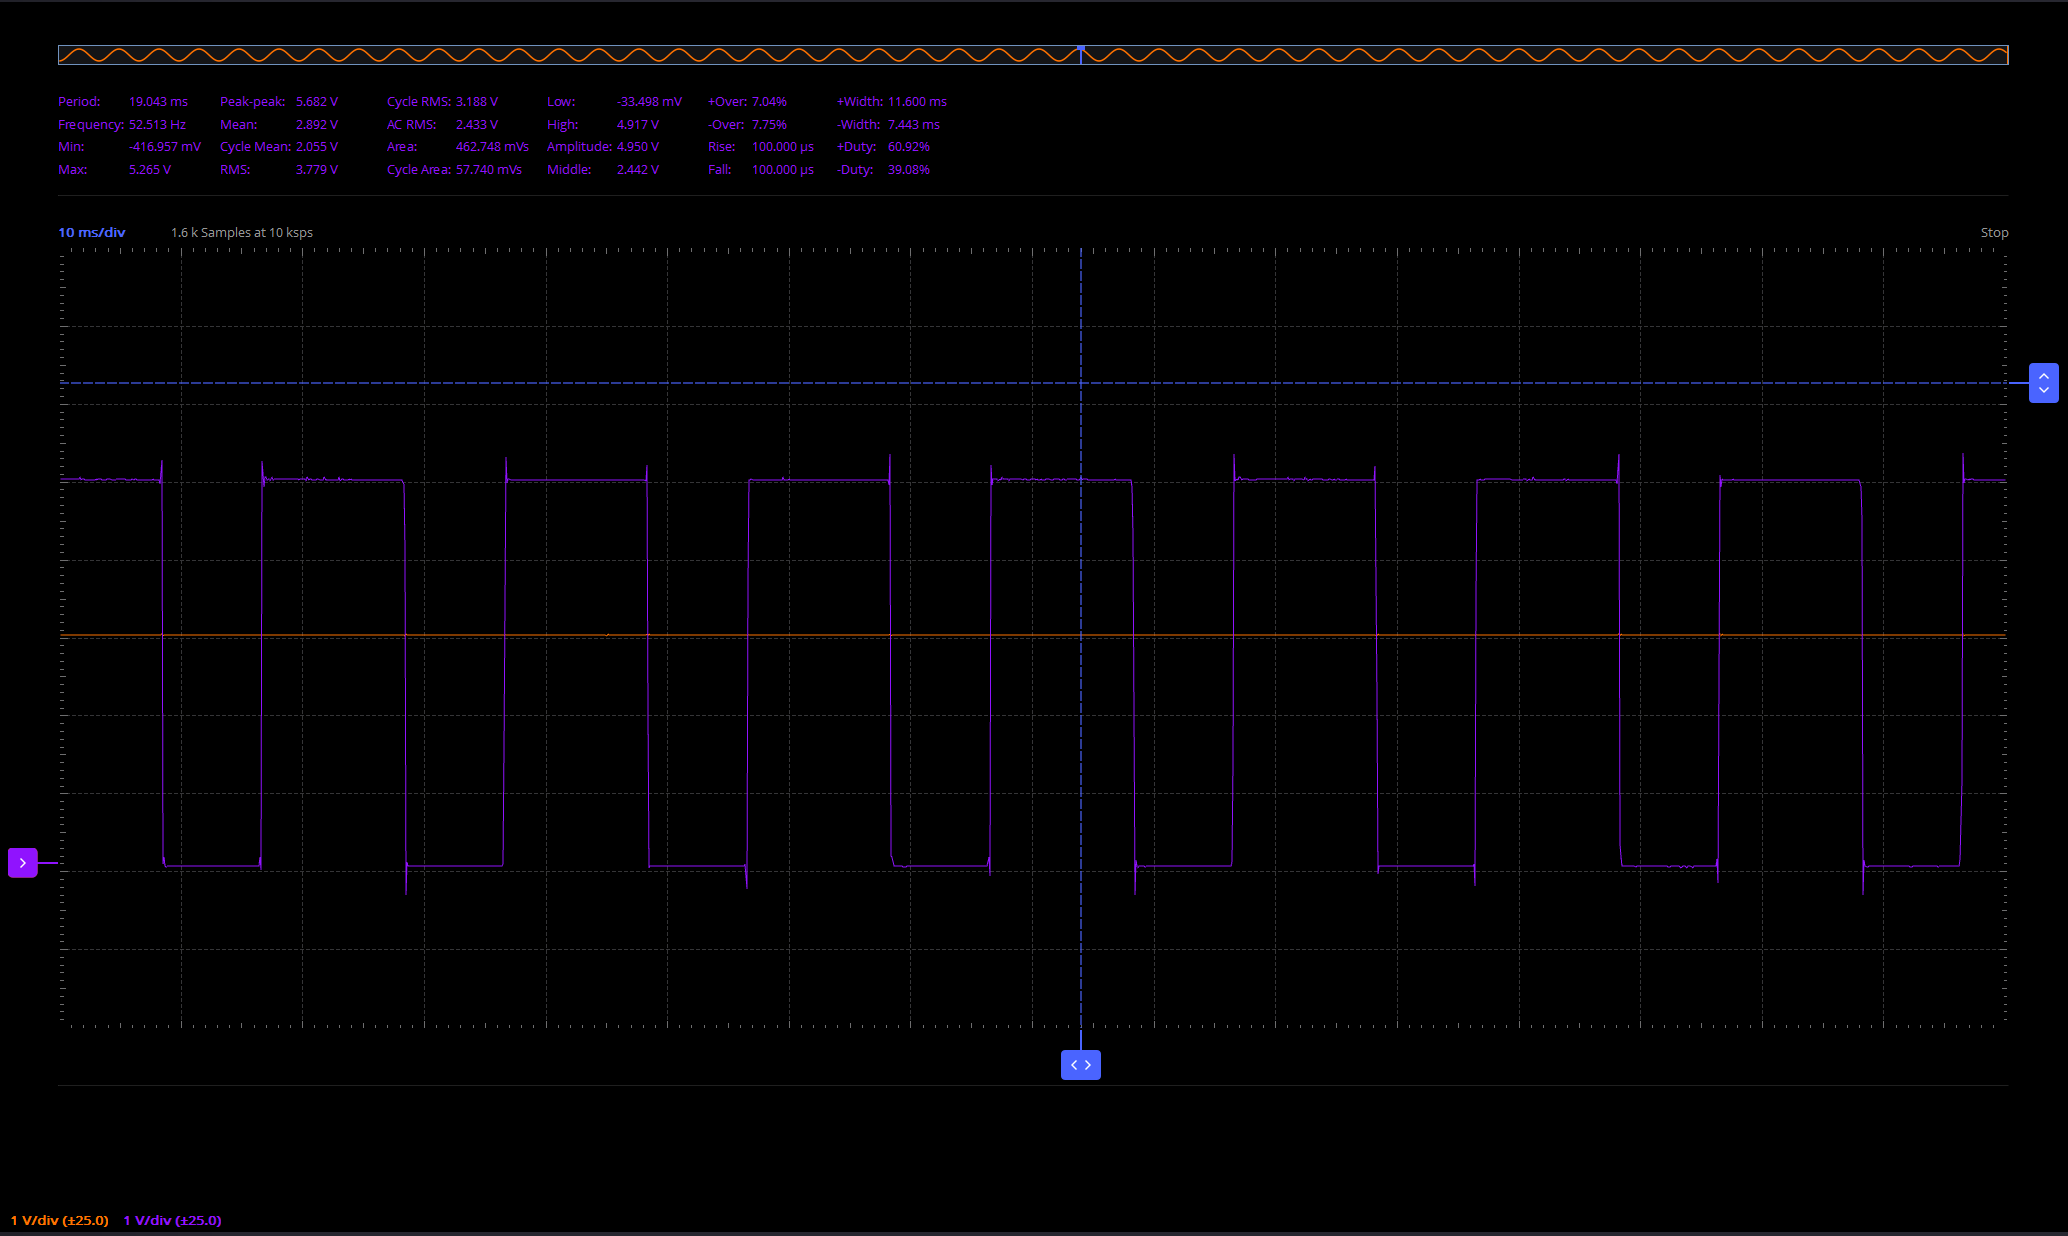 Period: 19.043 ms Peak-peak: 5.682 V Cycle RMS: 3.188 V Low: -33.498 mV +Over: 7.04% +Width: 11.600 ms
Frequency: 52.513 Hz Mean: 2.892 V AC RMS: 2.433 V High: 4.917 V -Over: 7.75% -Width: 7.443 ms
Min: -416.957 mV Cycle Mean: 2.055 V Area: 462.748 mVs Amplitude: 4.950 V Rise: 100.000 µs +Duty: 60.92%
Max: 5.265 V RMS: 3.779 V Cycle Area: 57.740 mVs Middle: 2.442 V Fall: 100.000 µs -Duty: 39.08%
10 ms/div 1.6 k Samples at 10 ksps Stop
1 V/div (±25.0) 1 V/div (±25.0)